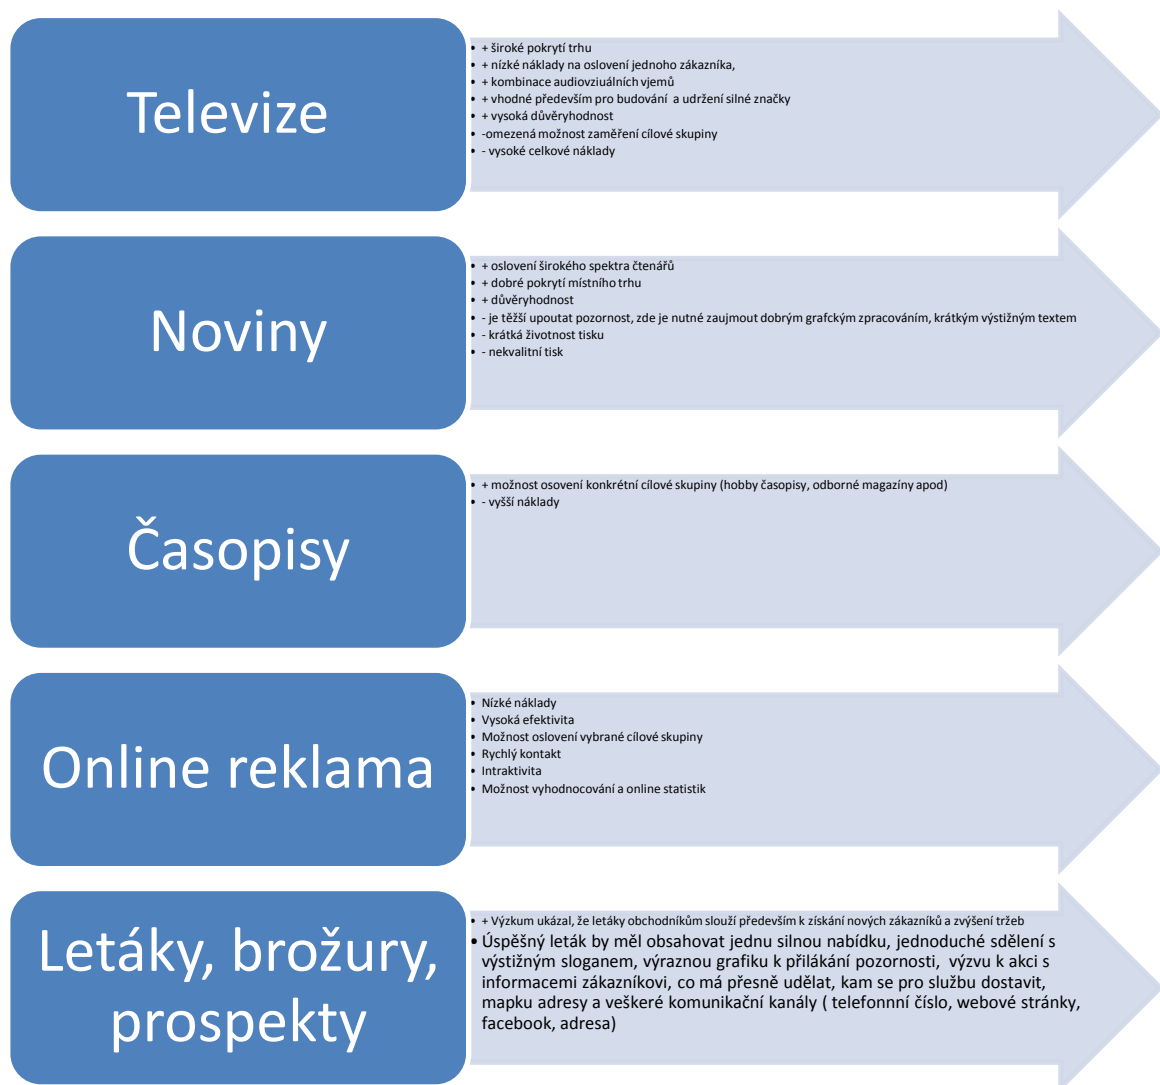 Televize
• + široké pokrytí trhu
• + nízké náklady na oslovení jednoho zákazníka,
• + kombinace audiovziuálních vjemů
• + vhodné především pro budování a udržení silné značky
• + vysoká důvěryhodnost
• -omezená možnost zaměření cílové skupiny
• - vysoké celkové náklady
Noviny
• + oslovení širokého spektra čtenářů
• + dobré pokrytí místního trhu
• + důvěryhodnost
• - je těžší upoutat pozornost, zde je nutné zaujmout dobrým grafckým zpracováním, krátkým výstižným textem
• - krátká životnost tisku
• - nekvalitní tisk
Časopisy
• + možnost osovení konkrétní cílové skupiny (hobby časopisy, odborné magazíny apod)
• - vyšší náklady
Online reklama
• Nízké náklady
• Vysoká efektivita
• Možnost oslovení vybrané cílové skupiny
• Rychlý kontakt
• Intraktivita
• Možnost vyhodnocování a online statistik
Letáky, brožury,
prospekty
• + Výzkum ukázal, že letáky obchodníkům slouží především k získání nových zákazníků a zvýšení tržeb
• Úspěšný leták by měl obsahovat jednu silnou nabídku, jednoduché sdělení s
výstižným sloganem, výraznou grafiku k přilákání pozornosti, výzvu k akci s
informacemi zákazníkovi, co má přesně udělat, kam se pro službu dostavit,
mapku adresy a veškeré komunikační kanály ( telefonnní číslo, webové stránky,
facebook, adresa)